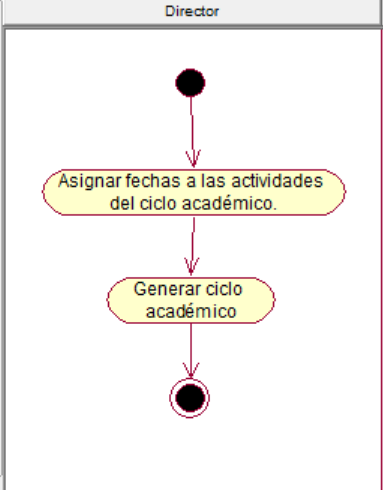 Director
Asignar fechas a las actividades
del ciclo académico.
Generar ciclo
académico